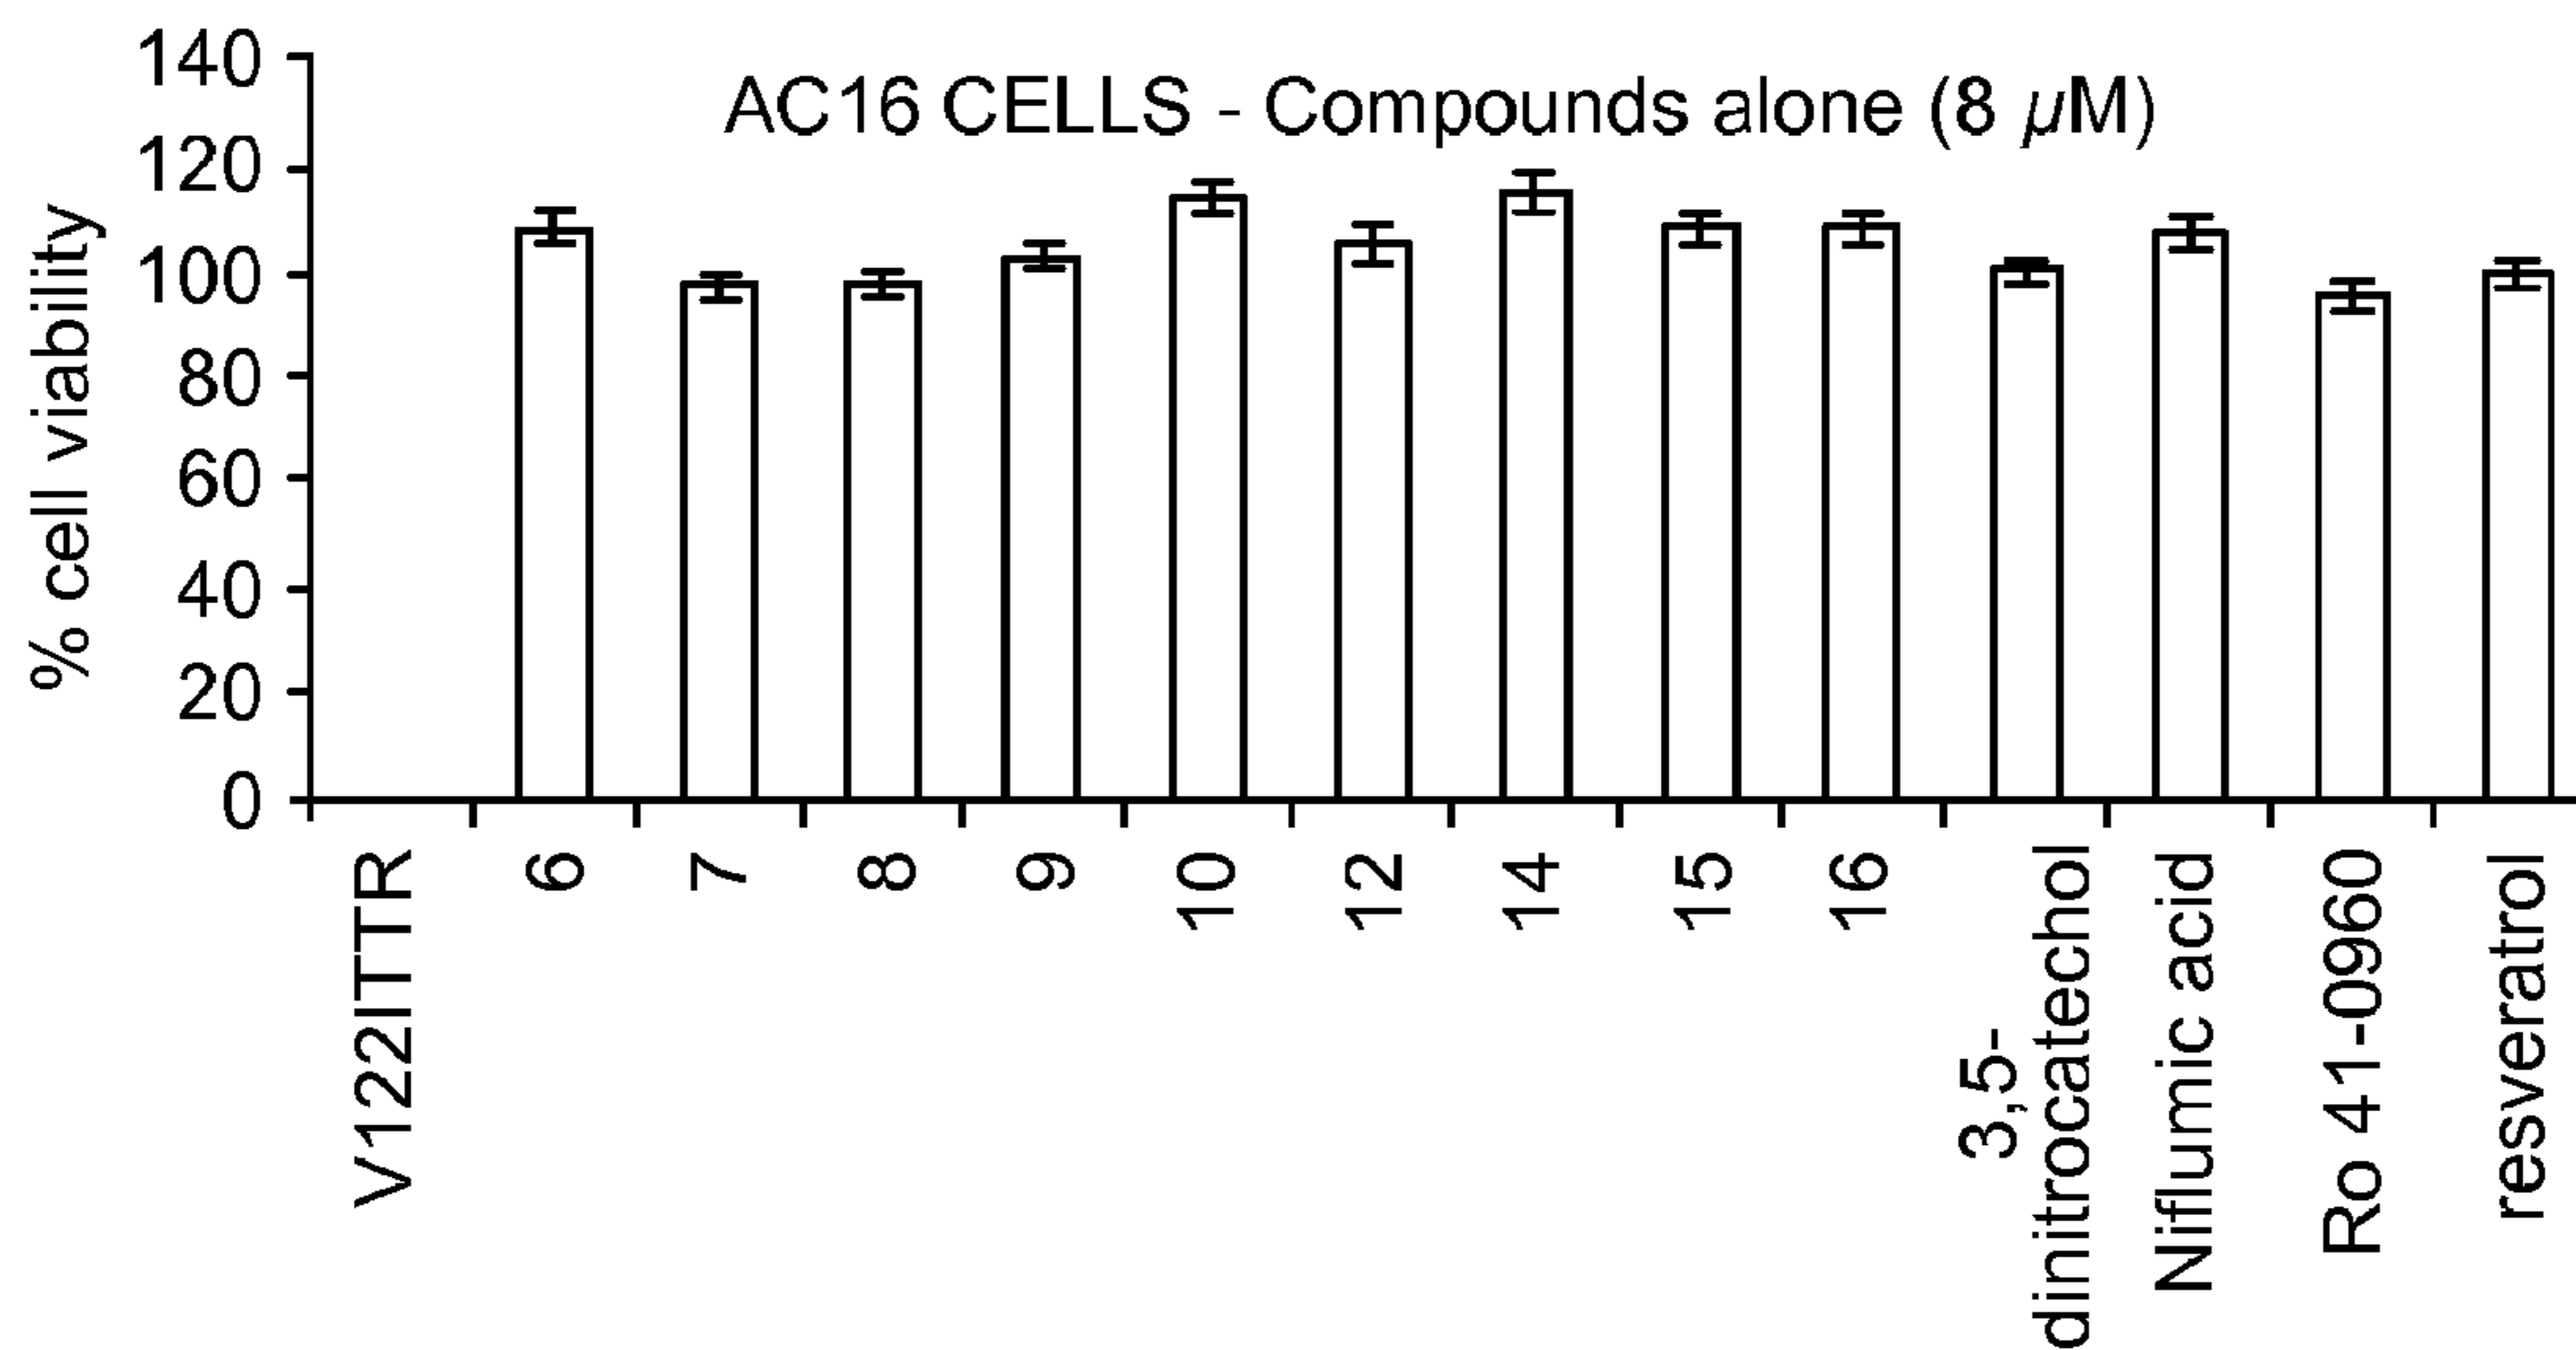 AC16 CELLS - Compounds alone (8 µM)
% cell viability
140
120
100
80
60
40
20
0
V122ITTR
6
7
8
9
10
12
14
15
16
3,5-
dinitrocatechol
Niflumic acid
Ro 41-0960
resveratrol